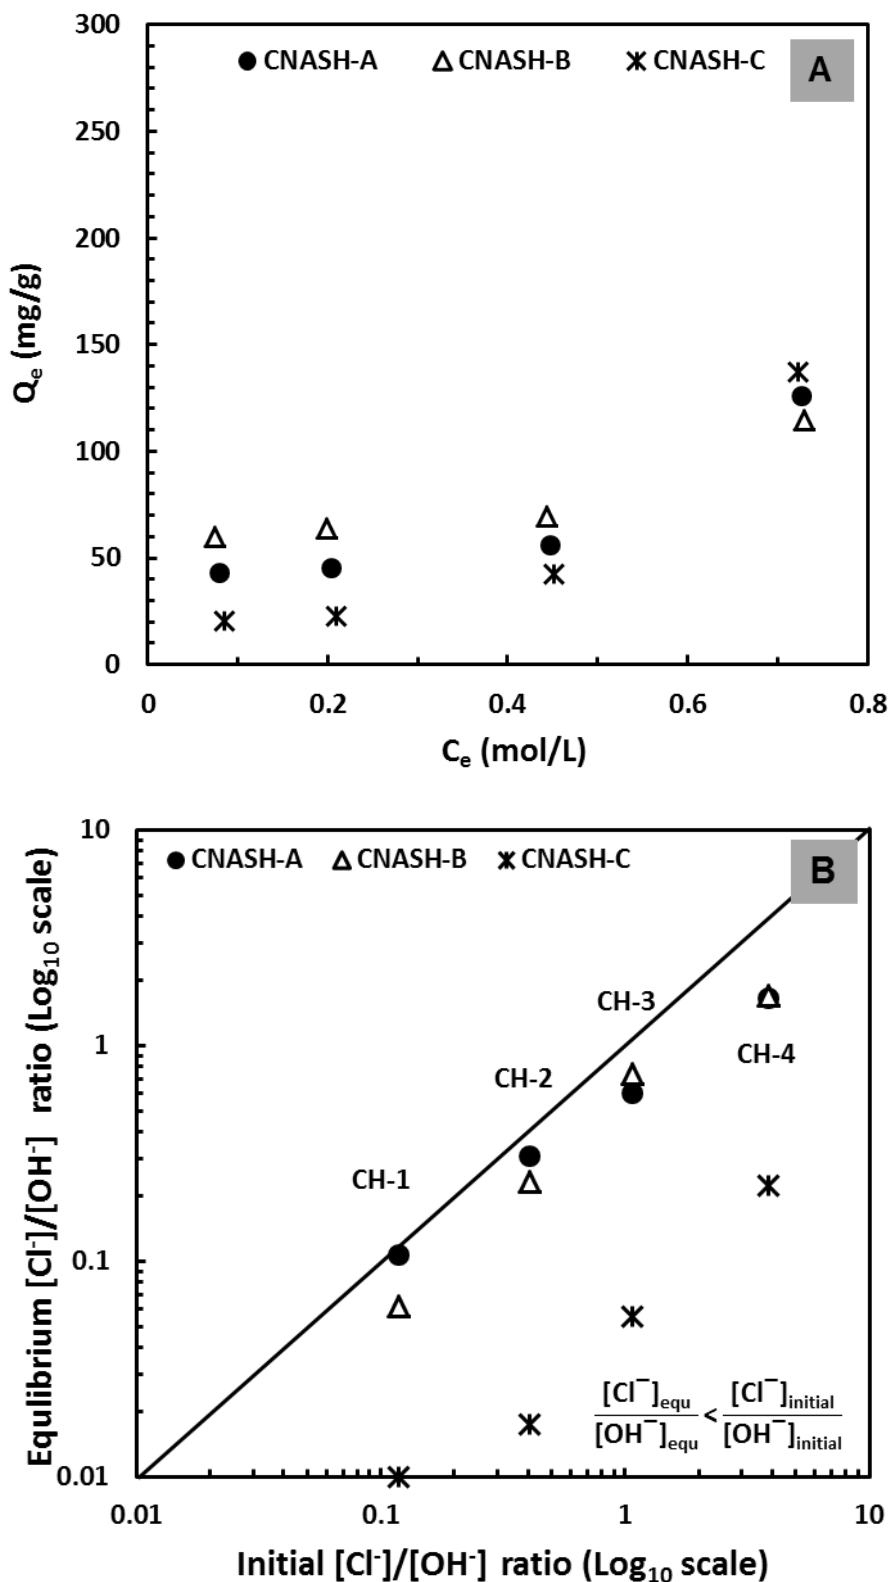 300
CNASH-A CNASH-B CNASH-C A
250
200
150
100
50
0
Qₑ (mg/g)
0 0.2 0.4 0.6 0.8
Cₑ (mol/L)
10
CNASH-A CNASH-B CNASH-C B
CH-3
1
CH-4
CH-2
CH-1
0.1
[Cl⁻]equ / [OH⁻]equ < [Cl⁻]initial / [OH⁻]initial
0.01
Equlibrium [Cl⁻]/[OH⁻] ratio (Log₁₀ scale)
0.01 0.1 1 10
Initial [Cl⁻]/[OH⁻] ratio (Log₁₀ scale)